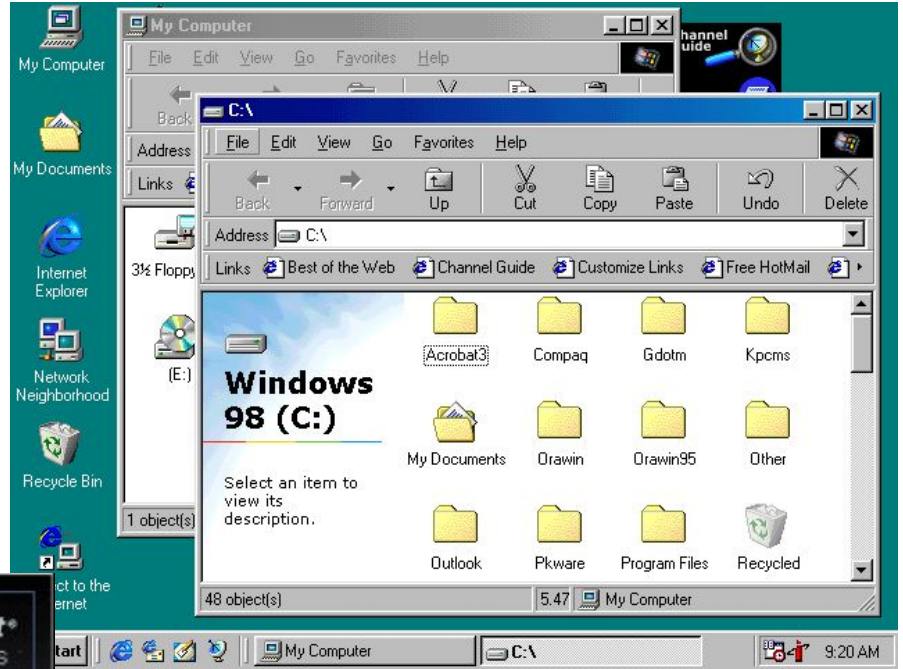 My Computer
My Documents
Internet
Explorer
Network
Neighborhood
Recycle Bin
ct to the
ernet
My Computer
File Edit View Go Favorites Help
Back
Address
Links
3½ Floppy
(E:)
1 object(s)
hannel
uide
C:\
File Edit View Go Favorites Help
Back Forward Up Cut Copy Paste Undo Delete
Address C:\
Links Best of the Web Channel Guide Customize Links Free HotMail
Windows
98 (C:)
Select an item to
view its
description.
Acrobat3 Compaq Gdotm Kpcms
My Documents Orawin Orawin95 Other
Outlook Pkware Program Files Recycled
48 object(s) 5.47 My Computer
tart My Computer C:\ 9:20 AM